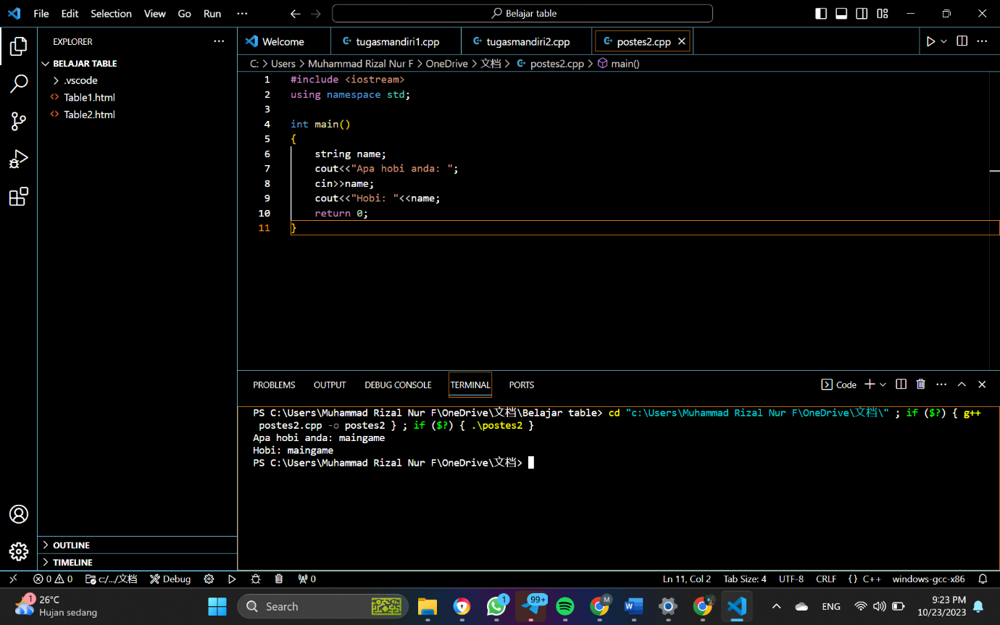 File Edit Selection View Go Run ··· Belajar table
EXPLORER ···
BELAJAR TABLE
.vscode
Table1.html
Table2.html
OUTLINE
TIMELINE
Welcome tugasmandiri1.cpp tugasmandiri2.cpp postes2.cpp
C: > Users > Muhammad Rizal Nur F > OneDrive > 文档 > postes2.cpp > main()
1 #include <iostream>
2 using namespace std;
3
4 int main()
5 {
6 string name;
7 cout<<"Apa hobi anda: ";
8 cin>>name;
9 cout<<"Hobi: "<<name;
10 return 0;
11 }
PROBLEMS OUTPUT DEBUG CONSOLE TERMINAL PORTS Code
PS C:\Users\Muhammad Rizal Nur F\OneDrive\文档\Belajar table> cd "c:\Users\Muhammad Rizal Nur F\OneDrive\文档\" ; if ($?) { g++
postes2.cpp -o postes2 } ; if ($?) { .\postes2 }
Apa hobi anda: maingame
Hobi: maingame
PS C:\Users\Muhammad Rizal Nur F\OneDrive\文档>
0 0 c:/.../文档 Debug 0 Ln 11, Col 2 Tab Size: 4 UTF-8 CRLF {} C++ windows-gcc-x86
1 26°C
Hujan sedang
Search 1 99+ M ENG
9:23 PM
10/23/2023